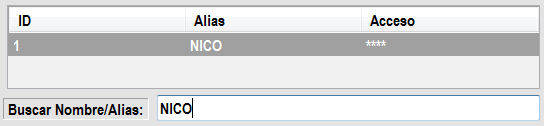 ID Alias Acceso
1 NICO ****
Buscar Nombre/Alias: NICO